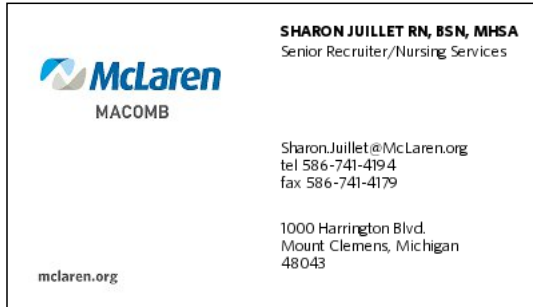 McLaren
MACOMB
mclaren.org
SHARON JUILLET RN, BSN, MHSA
Senior Recruiter/Nursing Services
Sharon.Juillet@McLaren.org
tel 586-741-4194
fax 586-741-4179
1000 Harrington Blvd.
Mount Clemens, Michigan
48043